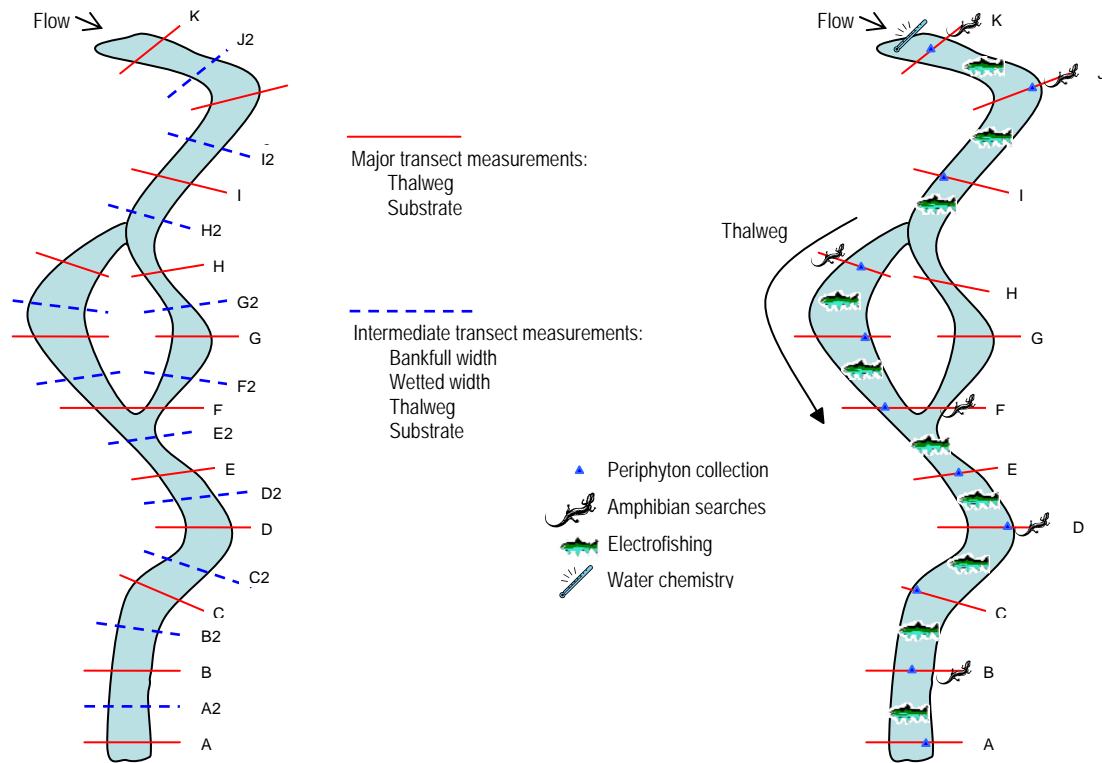 Flow
K
J2
I2
I
H2
H
G2
G
F2
F
E2
E
D2
D
C2
C
B2
B
A2
A
Major transect measurements:
Thalweg
Substrate
Intermediate transect measurements:
Bankfull width
Wetted width
Thalweg
Substrate
Periphyton collection
Amphibian searches
Electrofishing
Water chemistry
Flow
K
I
Thalweg
H
G
F
E
D
C
B
A